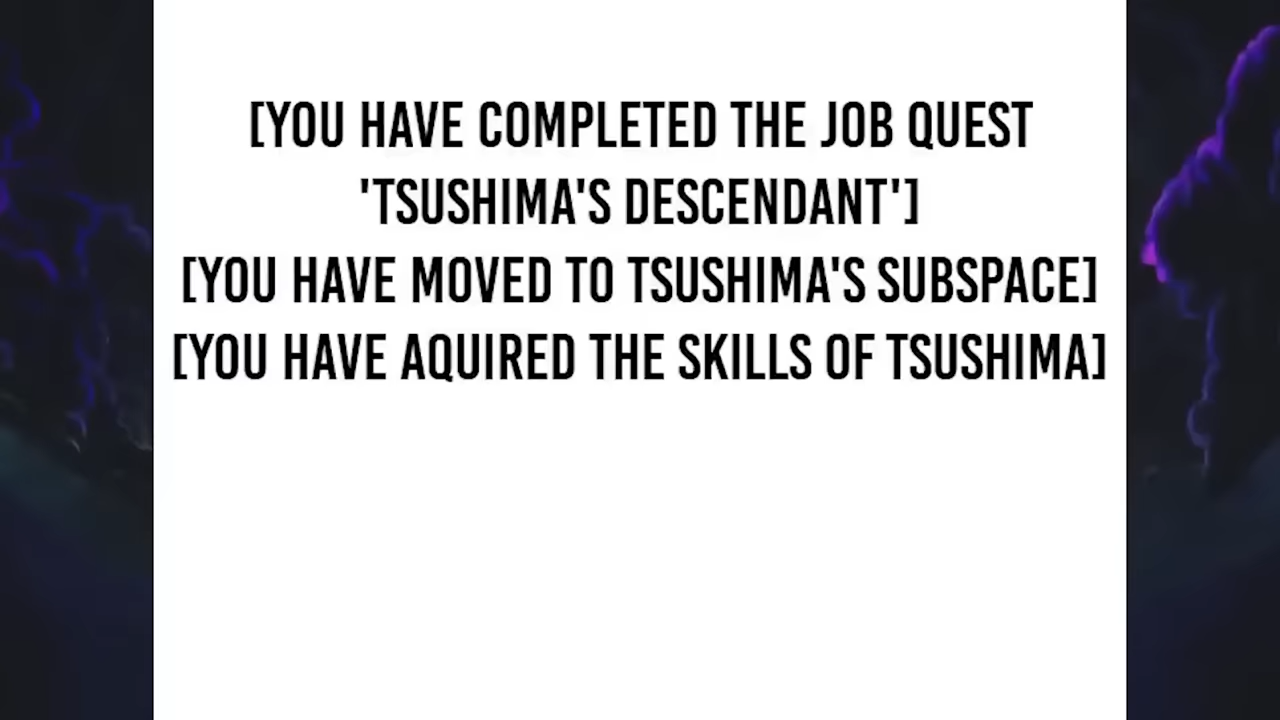 [YOU HAVE COMPLETED THE JOB QUEST
'TSUSHIMA'S DESCENDANT']
[YOU HAVE MOVED TO TSUSHIMA'S SUBSPACE]
[YOU HAVE AQUIRED THE SKILLS OF TSUSHIMA]